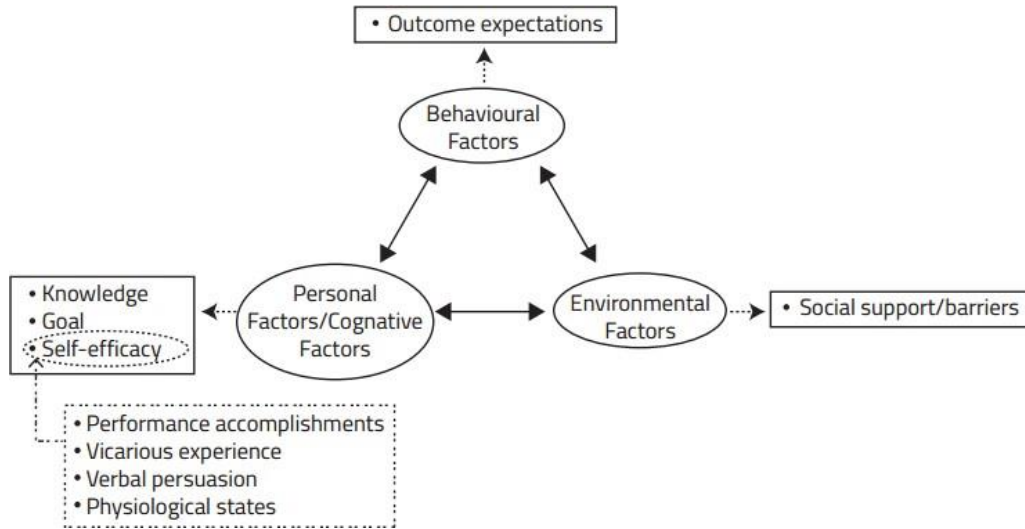 • Outcome expectations
Behavioural
Factors
• Knowledge
• Goal
• Self-efficacy
Personal
Factors/Cognative
Factors
Environmental
Factors
• Social support/barriers
• Performance accomplishments
• Vicarious experience
• Verbal persuasion
• Physiological states